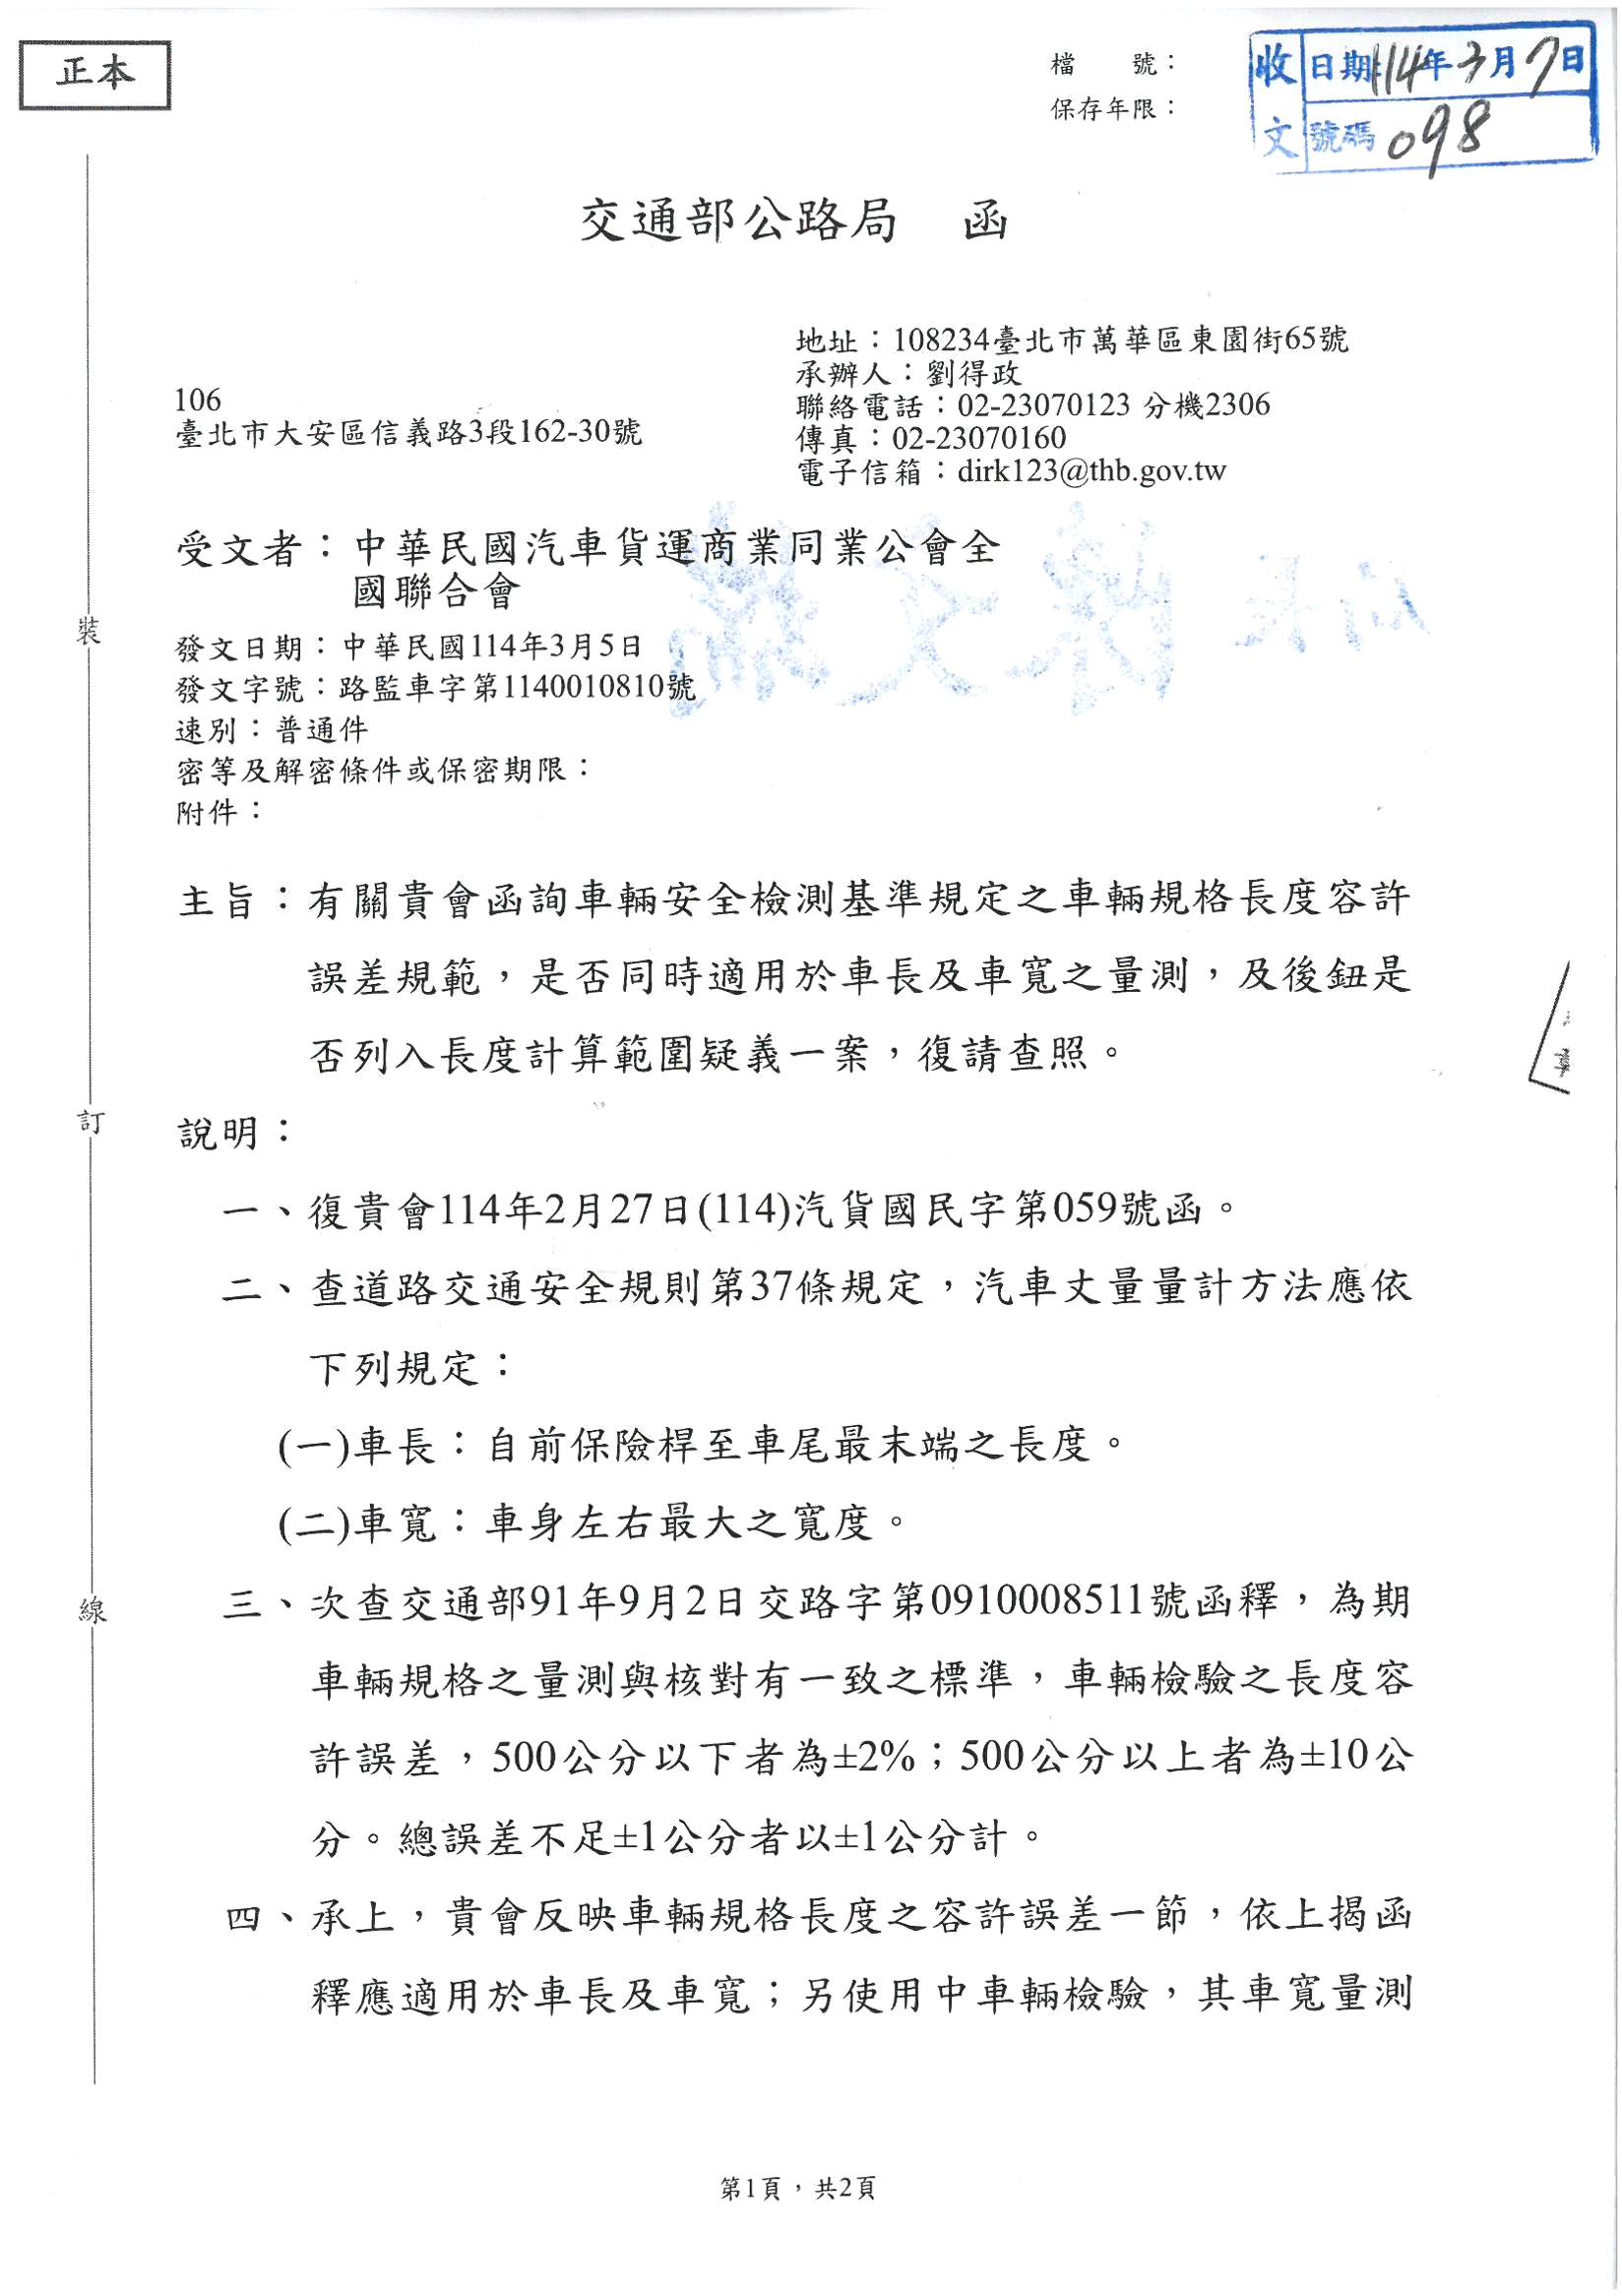 正本
檔　　號：
保存年限：
收文
日期114年3月7日
號碼098
交通部公路局　函
地址：108234臺北市萬華區東園街65號
承辦人：劉得政
聯絡電話：02-23070123 分機2306
傳真：02-23070160
電子信箱：dirk123@thb.gov.tw
106
臺北市大安區信義路3段162-30號
受文者：中華民國汽車貨運商業同業公會全
國聯合會
發文日期：中華民國114年3月5日
發文字號：路監車字第1140010810號
速別：普通件
密等及解密條件或保密期限：
附件：
主旨：有關貴會函詢車輛安全檢測基準規定之車輛規格長度容許
誤差規範，是否同時適用於車長及車寬之量測，及後鈕是
否列入長度計算範圍疑義一案，復請查照。
說明：
一、復貴會114年2月27日(114)汽貨國民字第059號函。
二、查道路交通安全規則第37條規定，汽車丈量量計方法應依
下列規定：
(一)車長：自前保險桿至車尾最末端之長度。
(二)車寬：車身左右最大之寬度。
三、次查交通部91年9月2日交路字第0910008511號函釋，為期
車輛規格之量測與核對有一致之標準，車輛檢驗之長度容
許誤差，500公分以下者為±2%；500公分以上者為±10公
分。總誤差不足±1公分者以±1公分計。
四、承上，貴會反映車輛規格長度之容許誤差一節，依上揭函
釋應適用於車長及車寬；另使用中車輛檢驗，其車寬量測
裝
訂
線
章
第1頁，共2頁